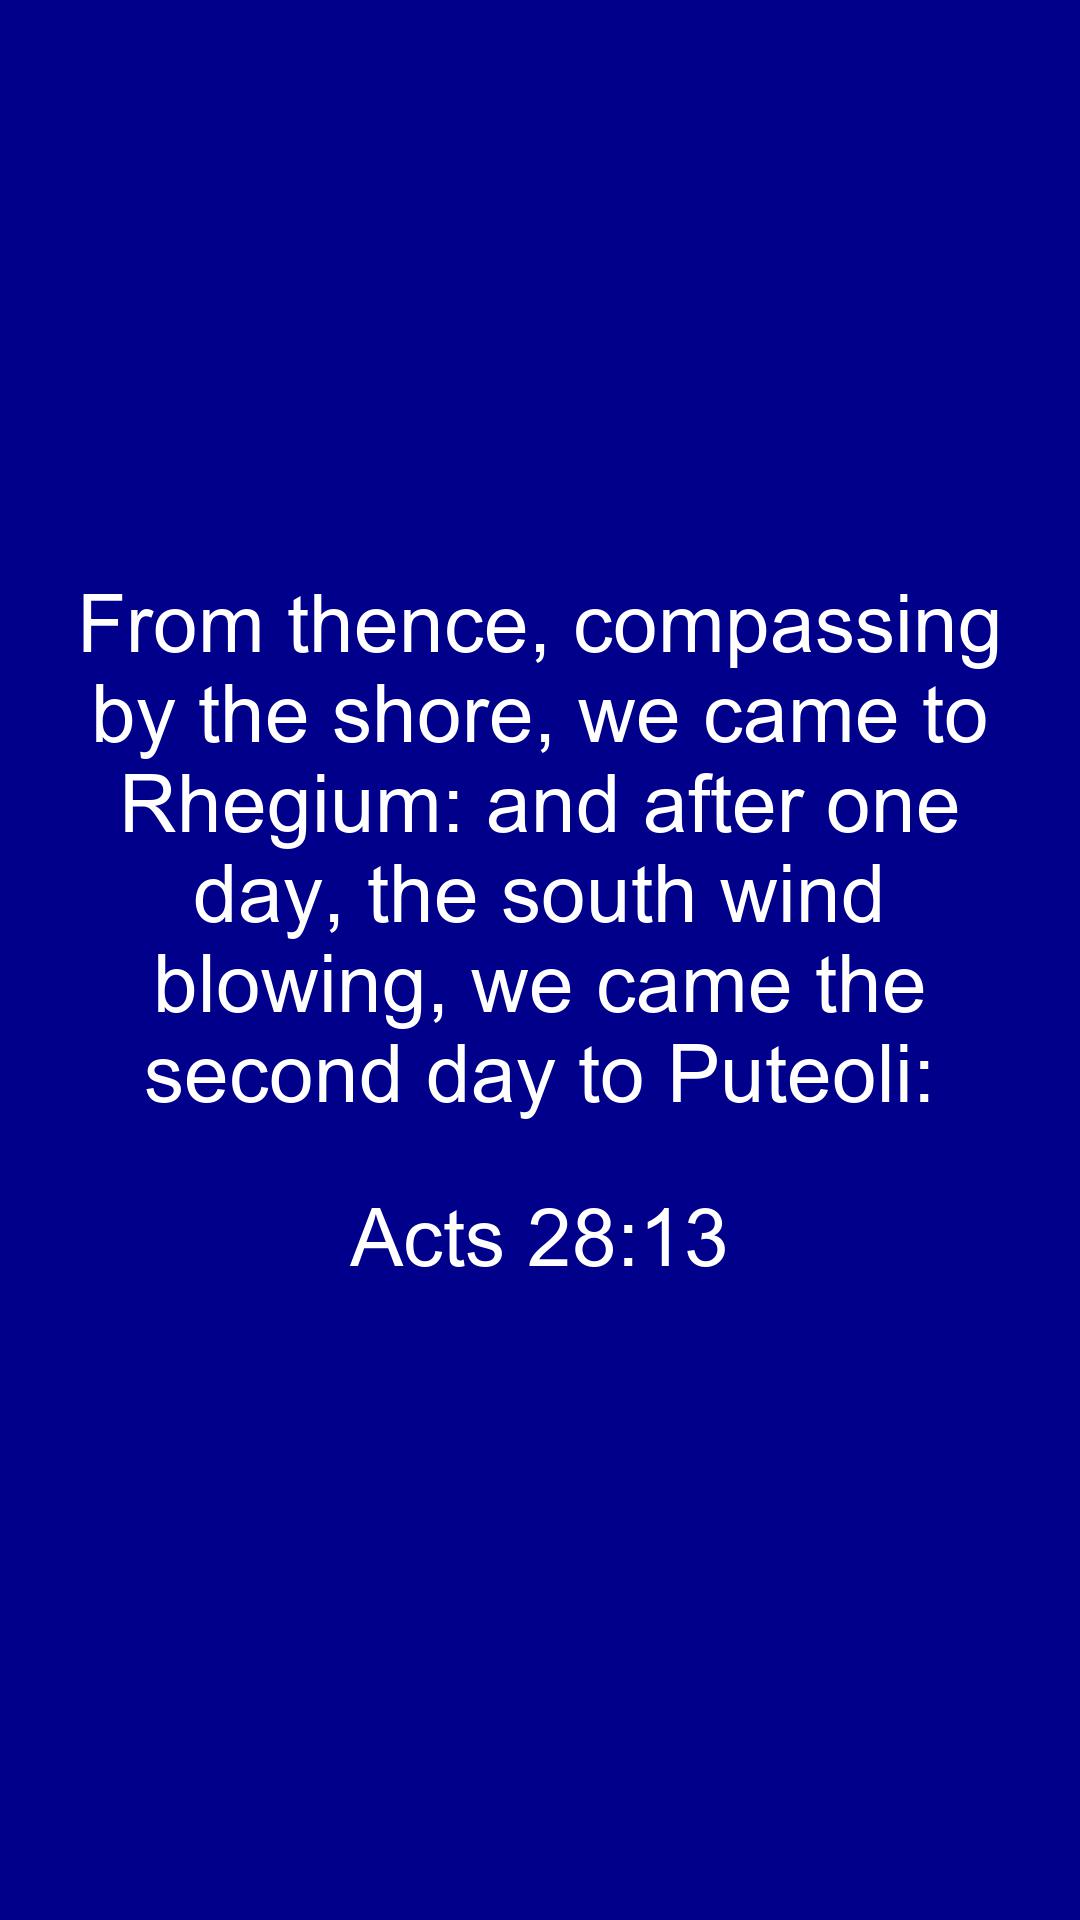 From thence, compassing
by the shore, we came to
Rhegium: and after one
day, the south wind
blowing, we came the
second day to Puteoli:
Acts 28:13